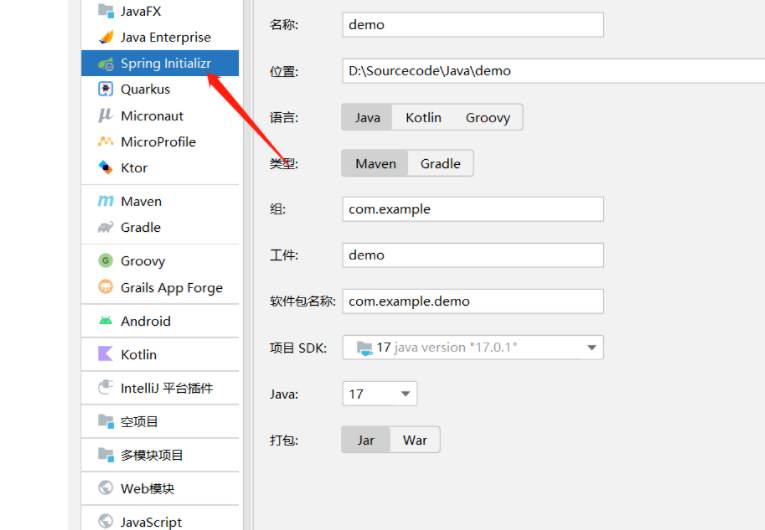 JavaFX
Java Enterprise
Spring Initializr
Quarkus
Micronaut
MicroProfile
Ktor
Maven
Gradle
Groovy
Grails App Forge
Android
Kotlin
IntelliJ 平台插件
空项目
多模块项目
Web模块
JavaScript
名称: demo
位置: D:\Sourcecode\Java\demo
语言: Java Kotlin Groovy
类型: Maven Gradle
组: com.example
工件: demo
软件包名称: com.example.demo
项目 SDK: 17 java version "17.0.1"
Java: 17
打包: Jar War